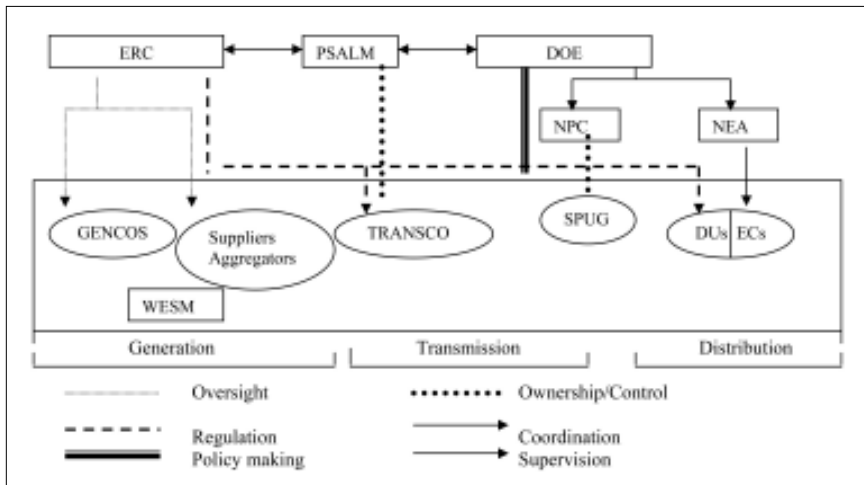 ERC
PSALM
DOE
NPC
NEA
GENCOS
Suppliers
Aggregators
TRANSCO
SPUG
DUs
ECs
WESM
Generation
Transmission
Distribution
Oversight
Ownership/Control
Regulation
Coordination
Policy making
Supervision